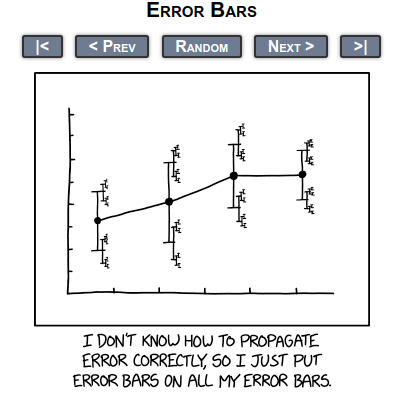 Error Bars
|<
< Prev
Random
Next >
>|
I DON'T KNOW HOW TO PROPAGATE
ERROR CORRECTLY, SO I JUST PUT
ERROR BARS ON ALL MY ERROR BARS.